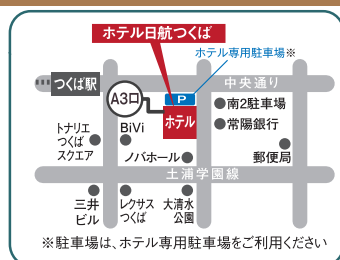 ホテル日航つくば
ホテル専用駐車場※
つくば駅
中央通り
A3口
P
ホテル
南2駐車場
常陽銀行
トナリエ
つくば
スクエア
BiVi
ノバホール
郵便局
土浦学園線
三井
ビル
レクサス
つくば
大清水
公園
※駐車場は、ホテル専用駐車場をご利用ください